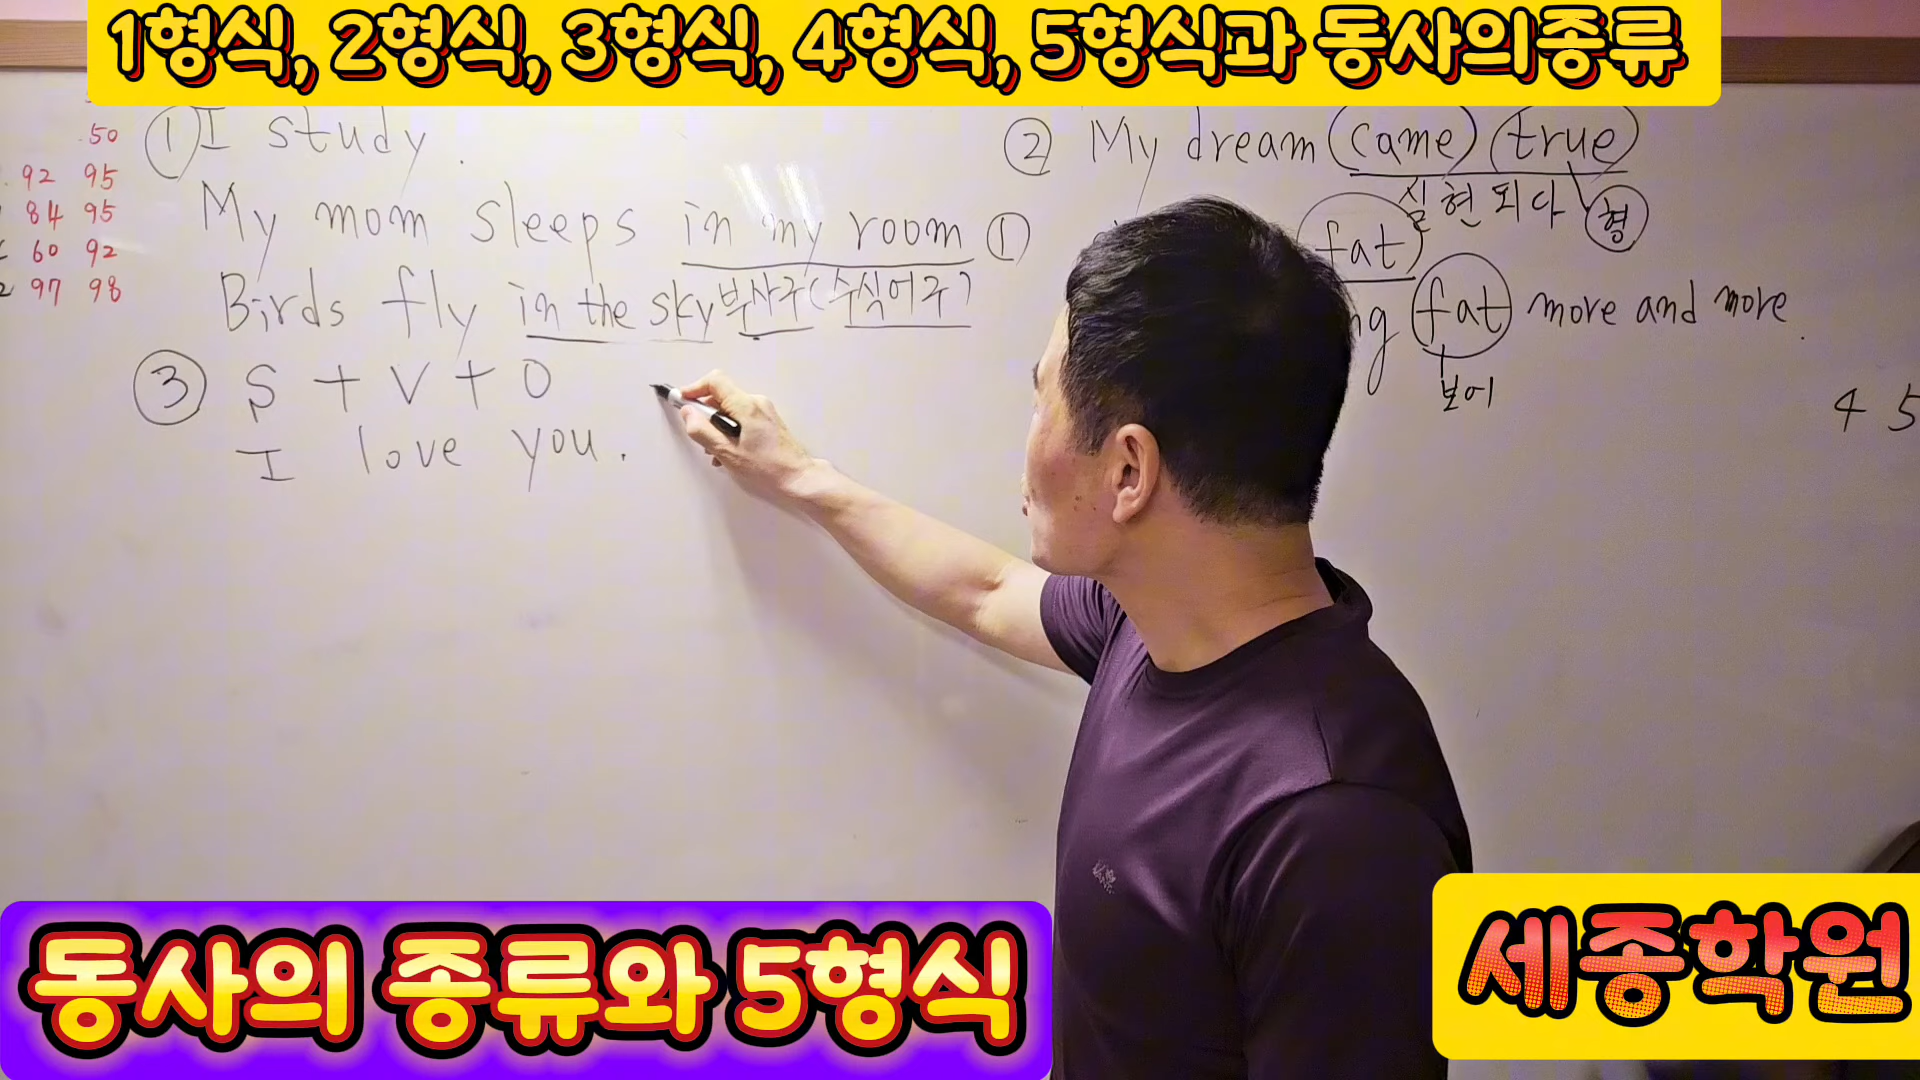 1형식, 2형식, 3형식, 4형식, 5형식과 동사의종류
50
92 95
84 95
60 92
97 98
① I study.
My mom sleeps in my room
Birds fly in the sky 부사구(수식어구)
③ S + V + O
I love you.
② My dream came true
실현되다 형
①
fat
fat more and more.
보어
4 5
동사의 종류와 5형식
세종학원